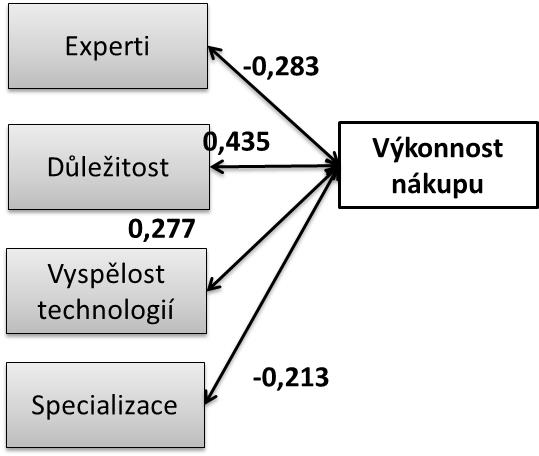 Experti
-0,283
Důležitost
0,435
Výkonnost
nákupu
0,277
Vyspělost
technologií
-0,213
Specializace